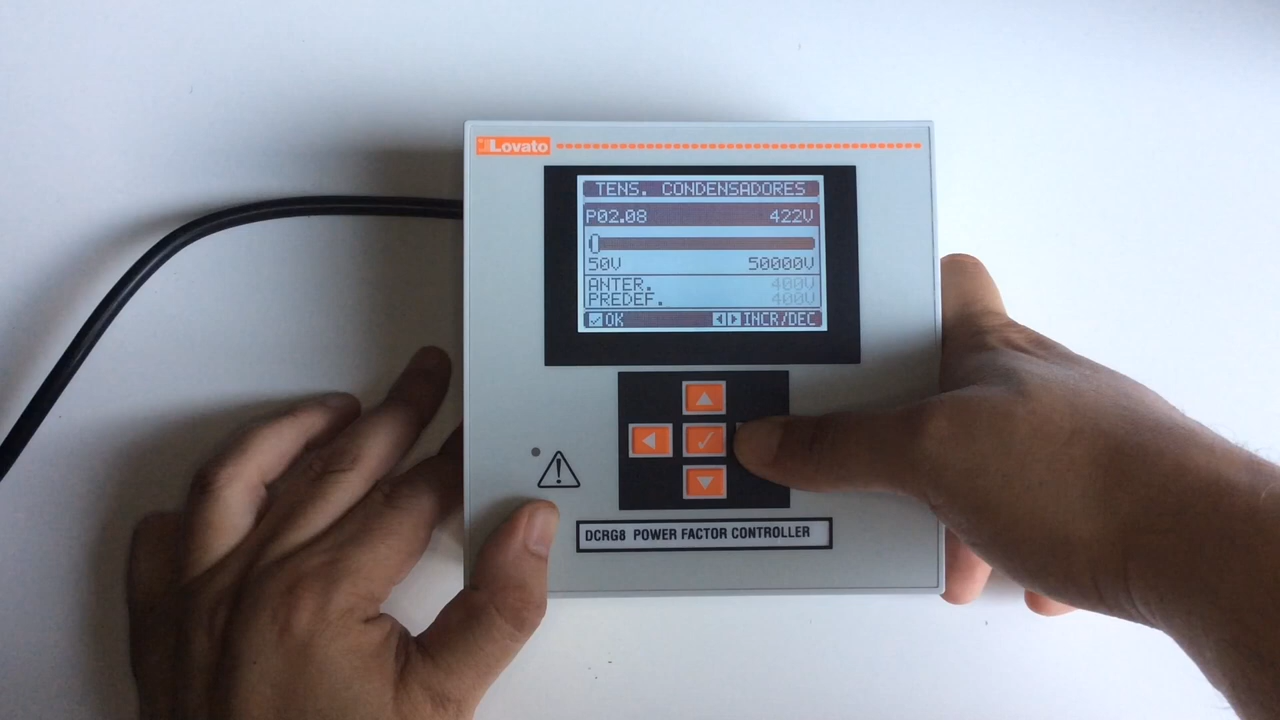 Lovato
TENS. CONDENSADORES
P02.08 422V
50V 50000V
ANTER. 400V
PREDEF. 400V
OK INCR/DEC
DCRG8 POWER FACTOR CONTROLLER